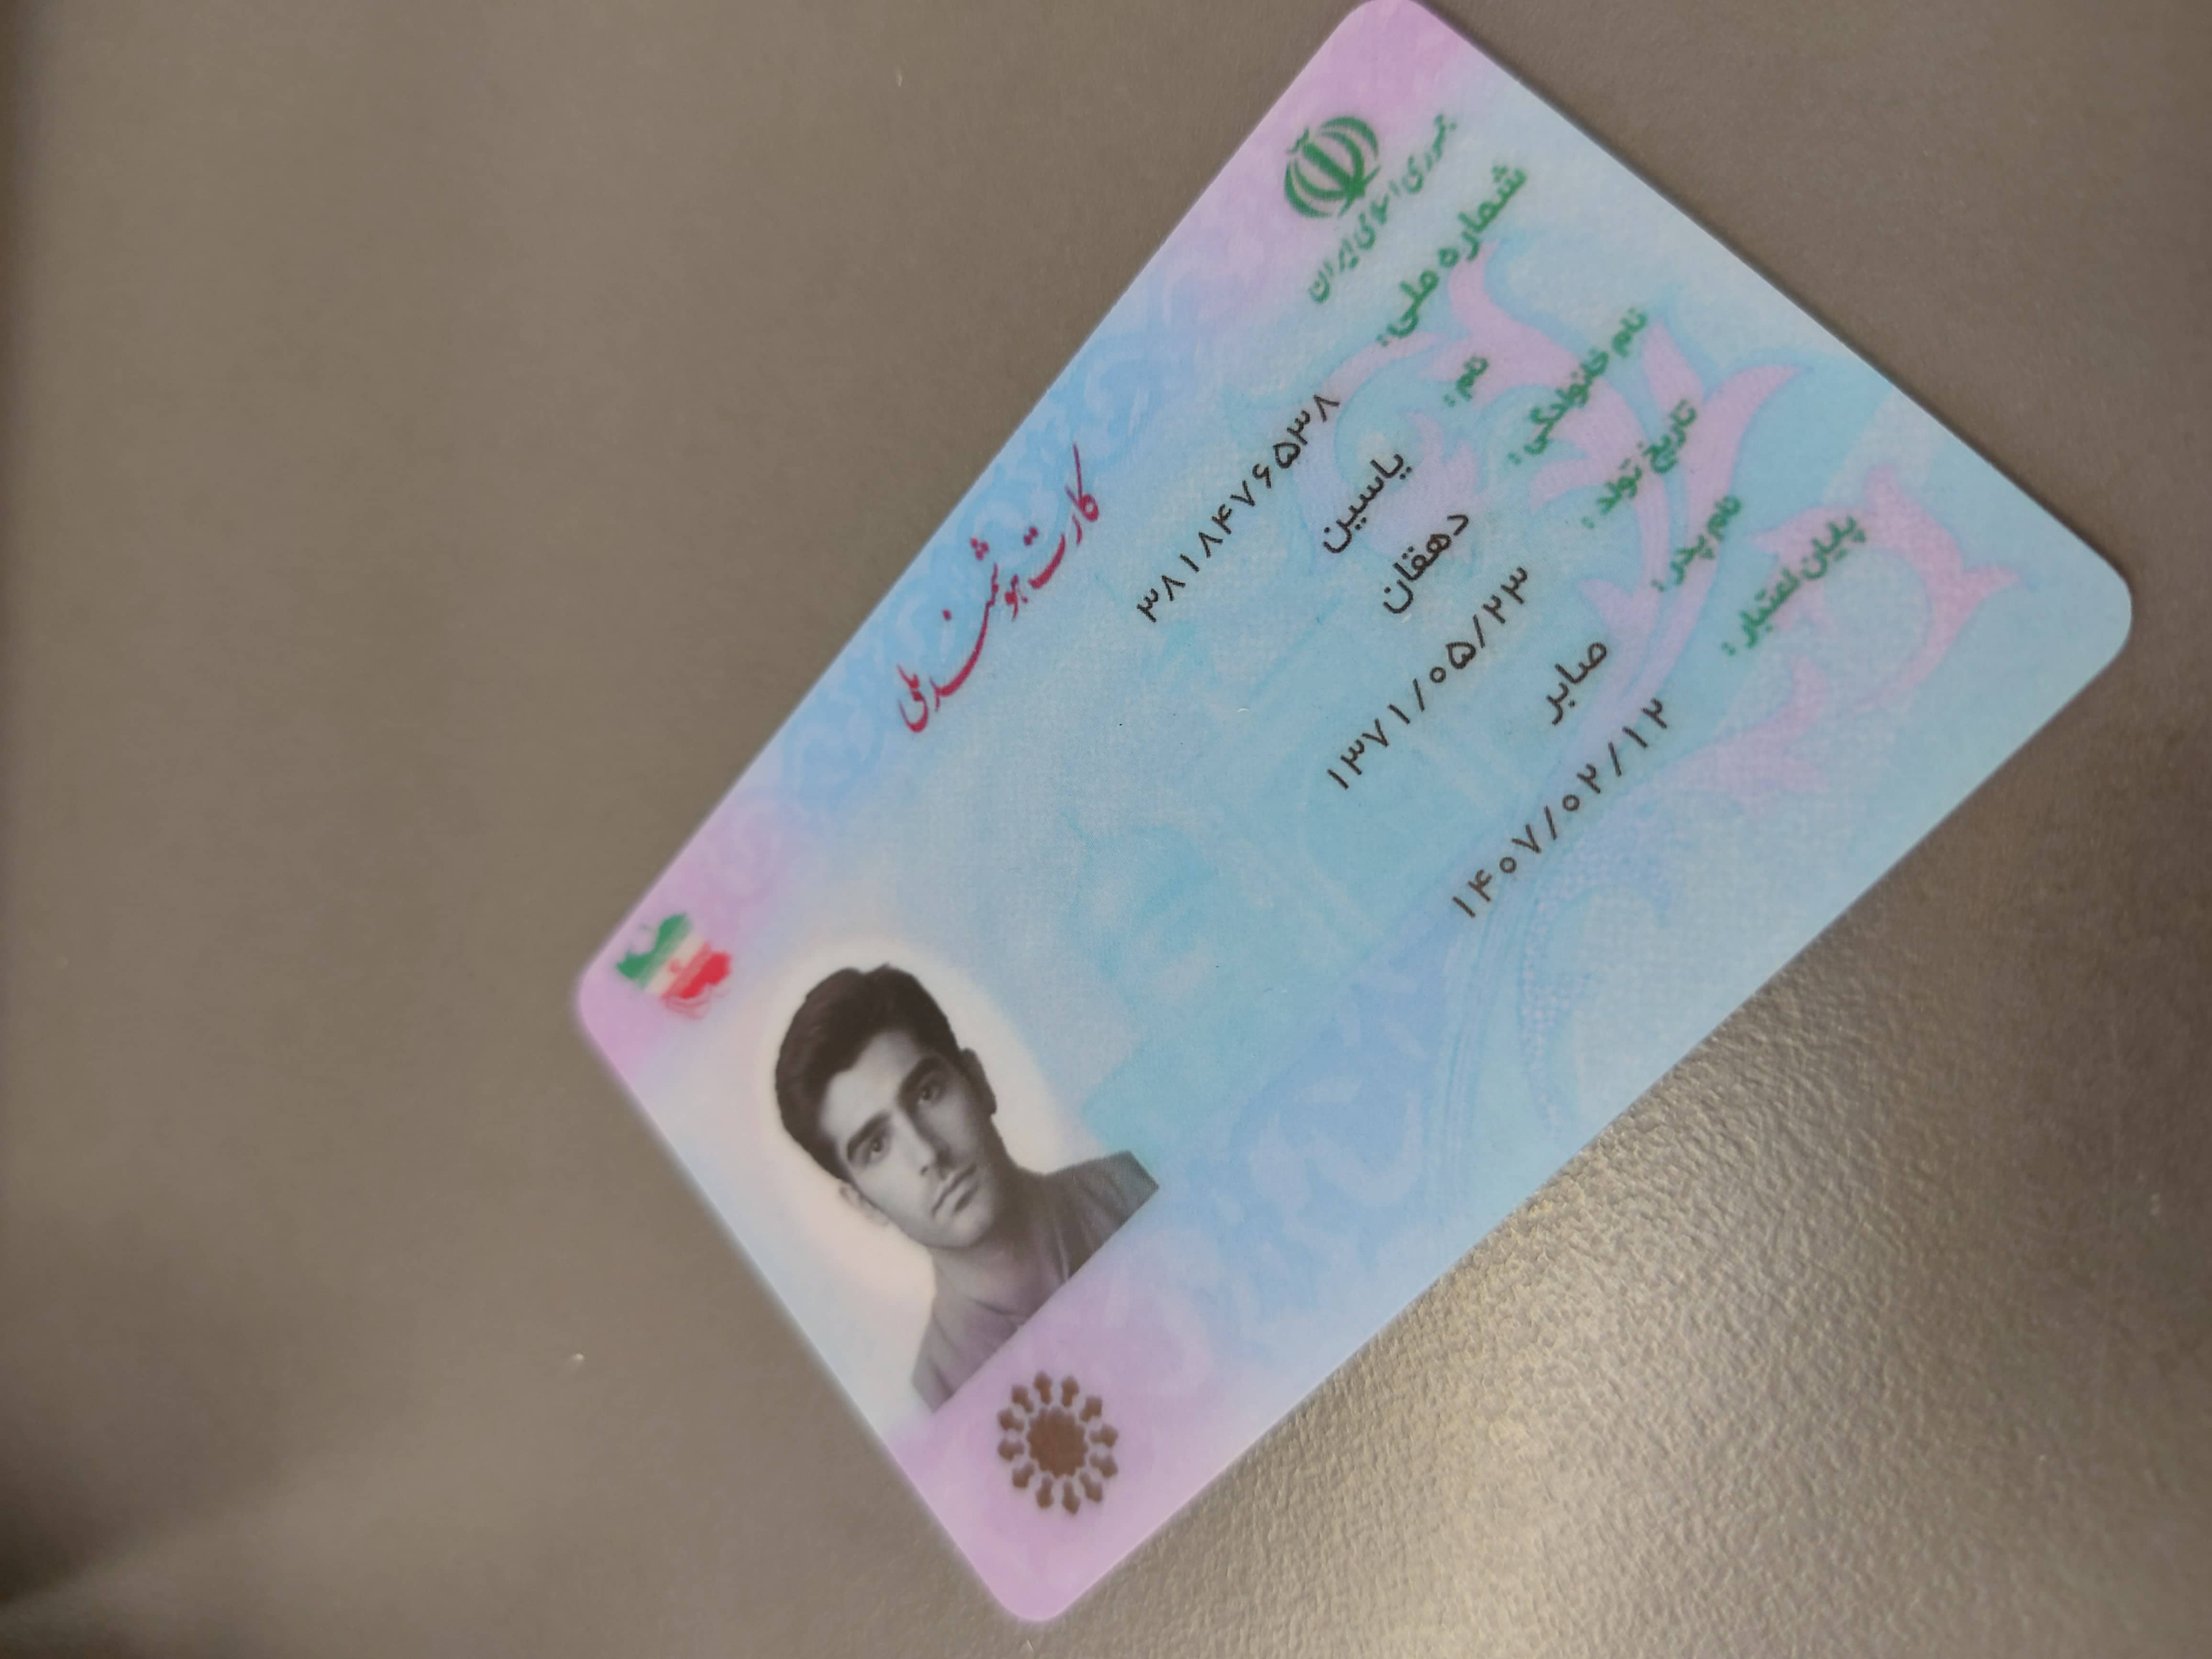 جمهوری اسلامی ایران
کارت هوشمند ملی
شماره ملی: ۳۸۱۸۴۷۶۵۳۸
نام: یاسین
نام خانوادگی: دهقان
تاریخ تولد: ۱۳۷۱/۰۵/۲۳
نام پدر: صابر
پایان اعتبار: ۱۴۰۷/۰۲/۱۲